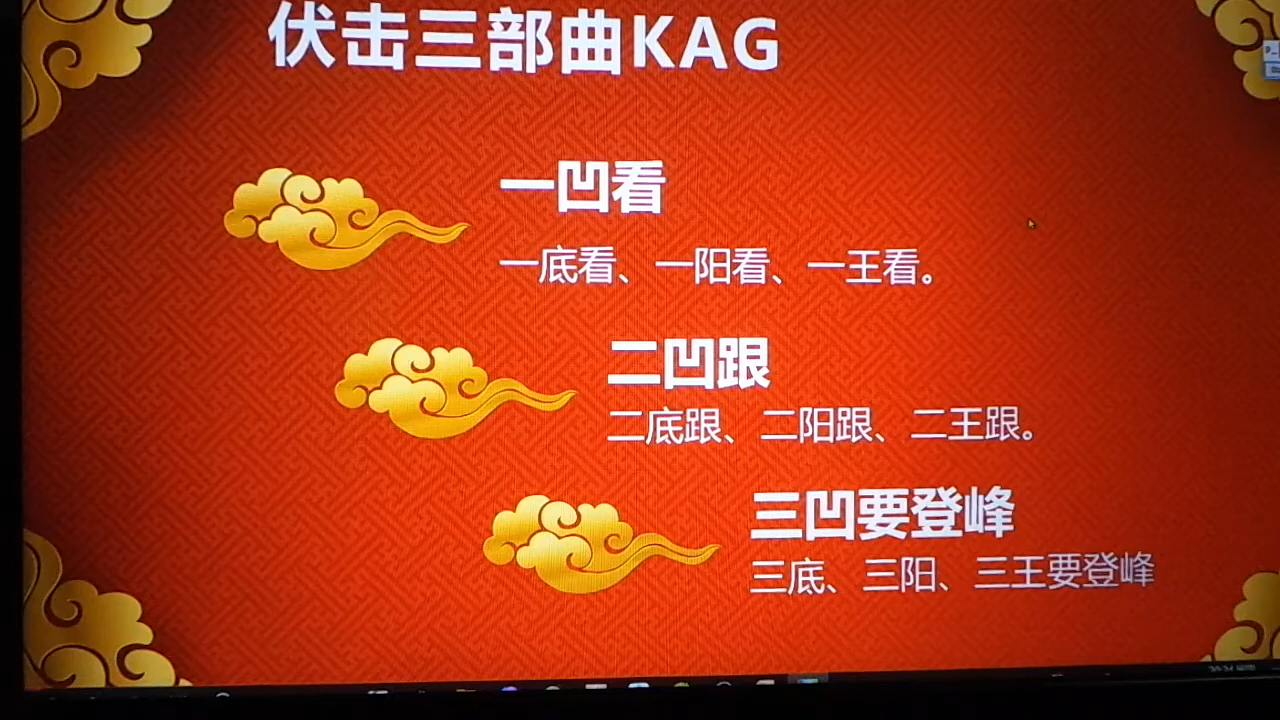 伏击三部曲KAG
一凹看
一底看、一阳看、一王看。
二凹跟
二底跟、二阳跟、二王跟。
三凹要登峰
三底、三阳、三王要登峰